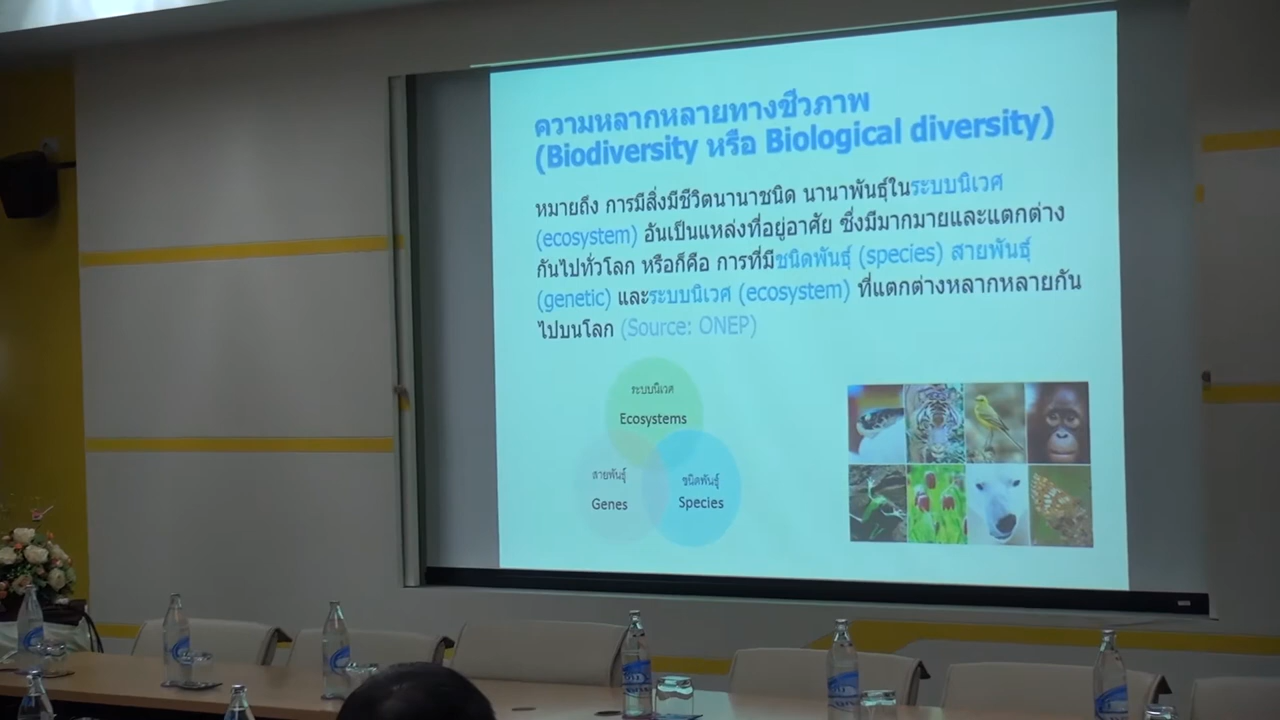 ความหลากหลายทางชีวภาพ
(Biodiversity หรือ Biological diversity)
หมายถึง การมีสิ่งมีชีวิตนานาชนิด นานาพันธุ์ในระบบนิเวศ
(ecosystem) อันเป็นแหล่งที่อยู่อาศัย ซึ่งมีมากมายและแตกต่าง
กันไปทั่วโลก หรือก็คือ การที่มีชนิดพันธุ์ (species) สายพันธุ์
(genetic) และระบบนิเวศ (ecosystem) ที่แตกต่างหลากหลายกัน
ไปบนโลก (Source: ONEP)
ระบบนิเวศ
Ecosystems
สายพันธุ์
Genes
ชนิดพันธุ์
Species